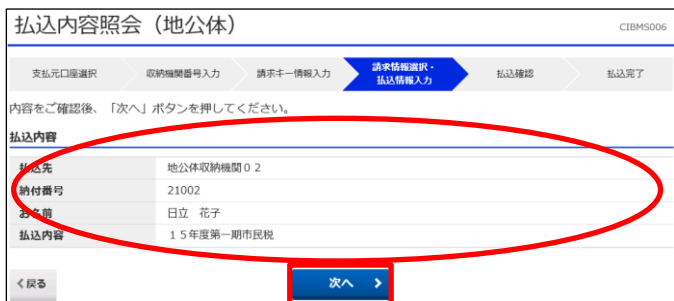 払込内容照会（地公体）
CIBMS006
支払元口座選択
収納機関番号入力
請求キー情報入力
請求情報選択・
払込情報入力
払込確認
払込完了
内容をご確認後、「次へ」ボタンを押してください。
払込内容
払込先 地公体収納機関０２
納付番号 21002
お名前 日立　花子
払込内容 １５年度第一期市民税
く戻る
次へ ＞